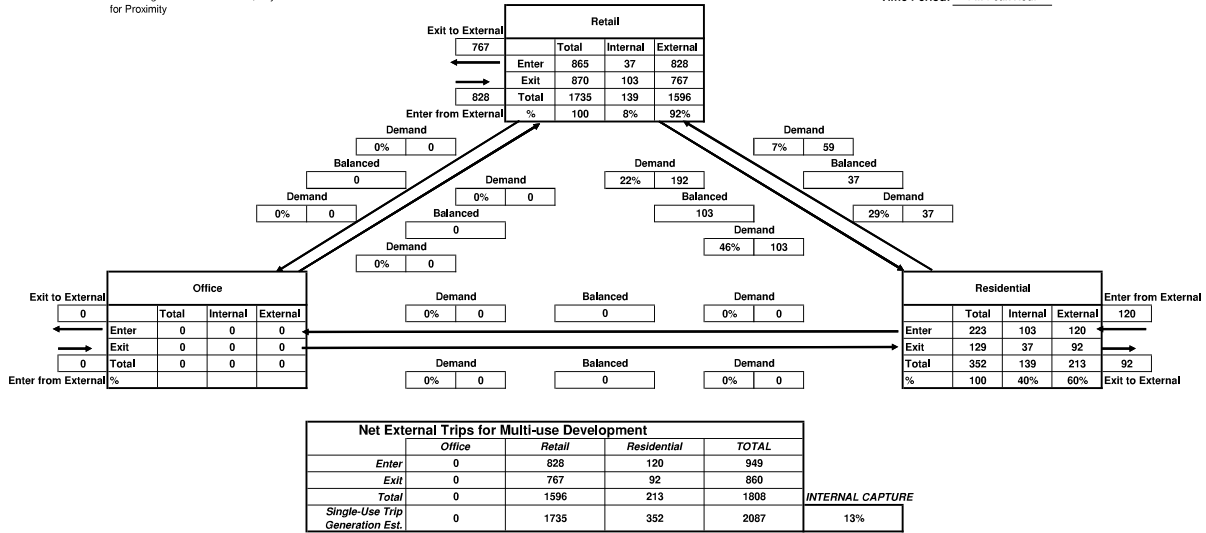 for Proximity
Retail
Total Internal External
Enter 865 37 828
Exit 870 103 767
Total 1735 139 1596
% 100 8% 92%
Exit to External
767
828
Enter from External
Demand
0% 0
Balanced
0
Demand
0% 0
Demand
0% 0
Balanced
0
Demand
0% 0
Demand
22% 192
Balanced
103
Demand
46% 103
Demand
7% 59
Balanced
37
Demand
29% 37
Office
Total Internal External
Enter 0 0 0
Exit 0 0 0
Total 0 0 0
%
Exit to External
0
0
Enter from External
Demand Balanced Demand
0% 0 0 0% 0
Demand Balanced Demand
0% 0 0 0% 0
Residential
Total Internal External
Enter 223 103 120
Exit 129 37 92
Total 352 139 213
% 100 40% 60%
Enter from External
120
92
Exit to External
Net External Trips for Multi-use Development
Office Retail Residential TOTAL
Enter 0 828 120 949
Exit 0 767 92 860
Total 0 1596 213 1808
INTERNAL CAPTURE
Single-Use Trip
Generation Est. 0 1735 352 2087 13%